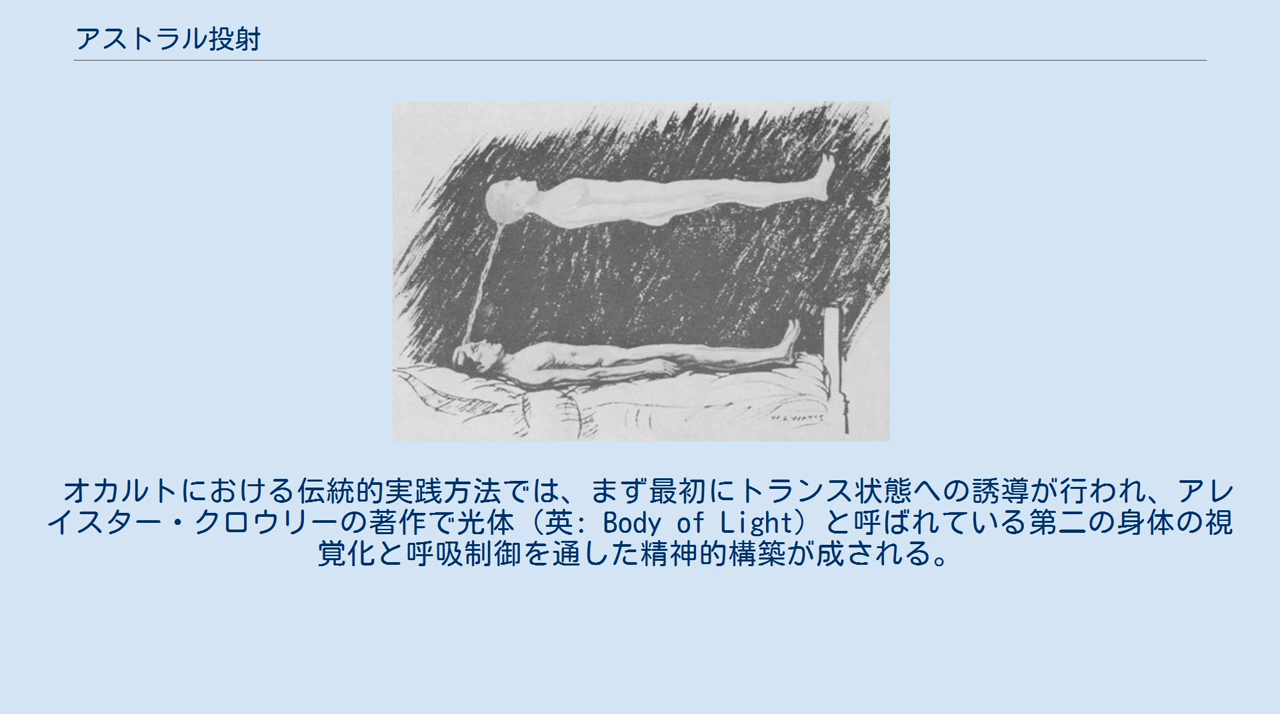 アストラル投射
オカルトにおける伝統的実践方法では、まず最初にトランス状態への誘導が行われ、アレ
イスター・クロウリーの著作で光体（英: Body of Light）と呼ばれている第二の身体の視
覚化と呼吸制御を通した精神的構築が成される。